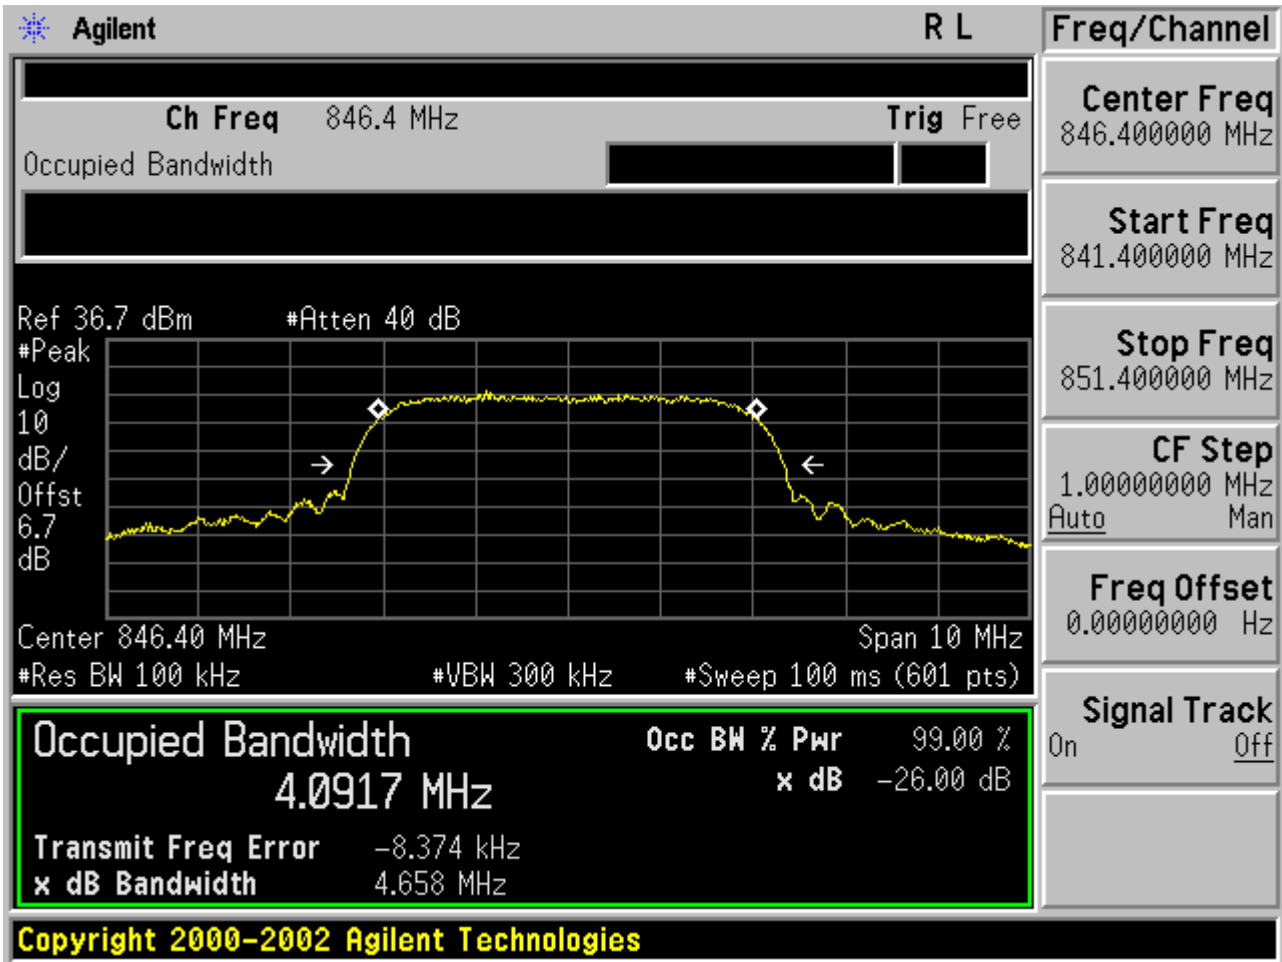 Agilent R L Freq/Channel
Ch Freq 846.4 MHz Trig Free
Occupied Bandwidth
Center Freq
846.400000 MHz
Start Freq
841.400000 MHz
Stop Freq
851.400000 MHz
CF Step
1.00000000 MHz
Auto Man
Freq Offset
0.00000000 Hz
Signal Track
On Off
Ref 36.7 dBm #Atten 40 dB
#Peak
Log
10
dB/
Offst
6.7
dB
Center 846.40 MHz Span 10 MHz
#Res BW 100 kHz #VBW 300 kHz #Sweep 100 ms (601 pts)
Occupied Bandwidth Occ BW % Pwr 99.00 %
4.0917 MHz x dB -26.00 dB
Transmit Freq Error -8.374 kHz
x dB Bandwidth 4.658 MHz
Copyright 2000-2002 Agilent Technologies